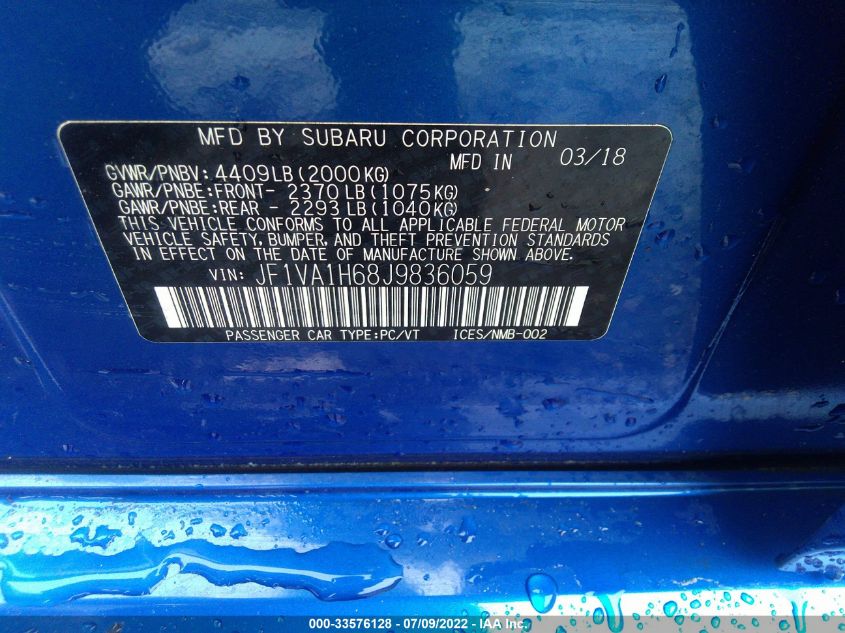 MFD BY SUBARU CORPORATION
MFD IN 03/18
GVWR/PNBV: 4409LB(2000KG)
GAWR/PNBE:FRONT- 2370 LB(1075KG)
GAWR/PNBE:REAR - 2293 LB(1040KG)
THIS VEHICLE CONFORMS TO ALL APPLICABLE FEDERAL MOTOR
VEHICLE SAFETY, BUMPER, AND THEFT PREVENTION STANDARDS
IN EFFECT ON THE DATE OF MANUFACTURE SHOWN ABOVE.
VIN: JF1VA1H68J9836059
PASSENGER CAR TYPE:PC/VT ICES/NMB-002
000-33576128 - 07/09/2022 - IAA Inc.